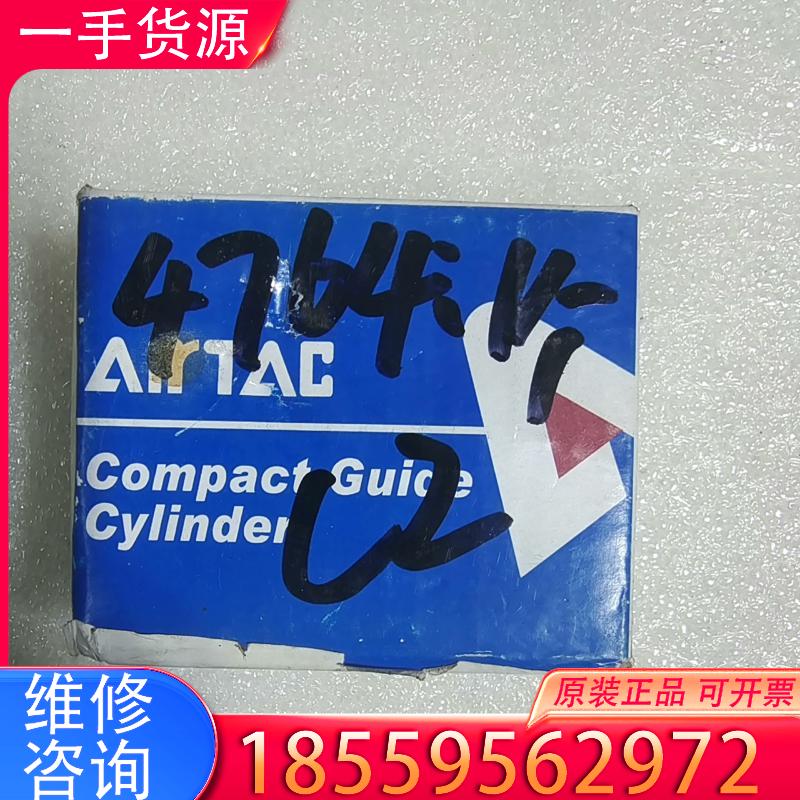 一手货源
AirTAC
Compact Guide
Cylinder
C2
维修
咨询
原装正品 可开票
18559562972